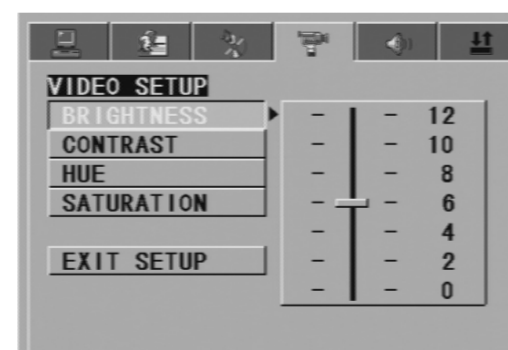 VIDEO SETUP
BRIGHTNESS
CONTRAST
HUE
SATURATION
EXIT SETUP
12
10
8
6
4
2
0